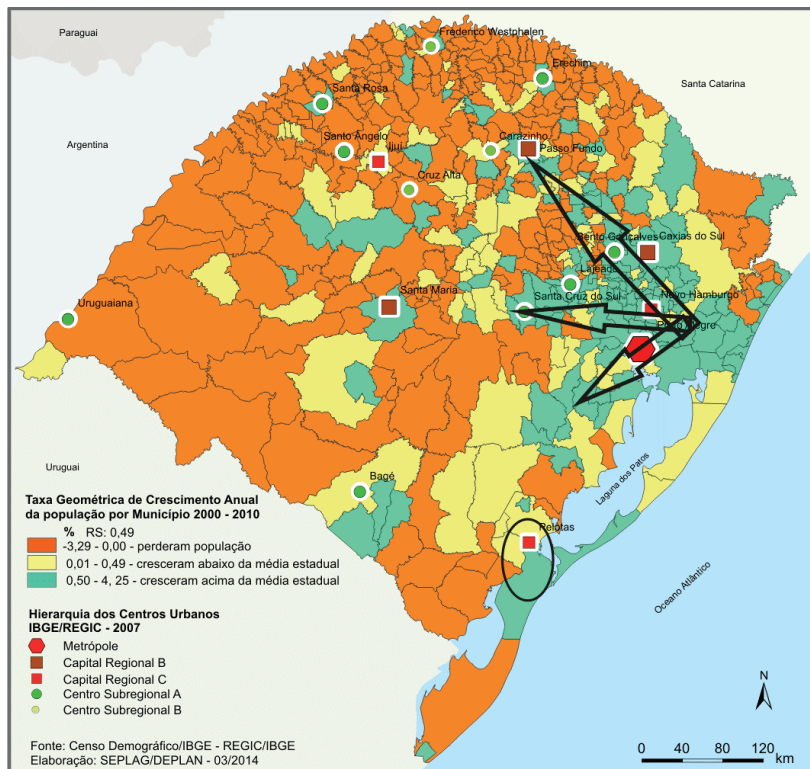 Paraguai
Frederico Westphalen
Erechim
Santa Catarina
Santa Rosa
Argentina
Santo Ângelo
Ijuí
Carazinho
Passo Fundo
Cruz Alta
Bento Gonçalves
Caxias do Sul
Lajeado
Santa Maria
Santa Cruz do Sul
Novo Hamburgo
Uruguaiana
Porto Alegre
Uruguai
Bagé
Laguna dos Patos
Pelotas
Oceano Atlântico
Taxa Geométrica de Crescimento Anual
da população por Município 2000 - 2010
% RS: 0,49
-3,29 - 0,00 - perderam população
0,01 - 0,49 - cresceram abaixo da média estadual
0,50 - 4, 25 - cresceram acima da média estadual
Hierarquia dos Centros Urbanos
IBGE/REGIC - 2007
Metrópole
Capital Regional B
Capital Regional C
Centro Subregional A
Centro Subregional B
Fonte: Censo Demográfico/IBGE - REGIC/IBGE
Elaboração: SEPLAG/DEPLAN - 03/2014
N
0 40 80 120
km